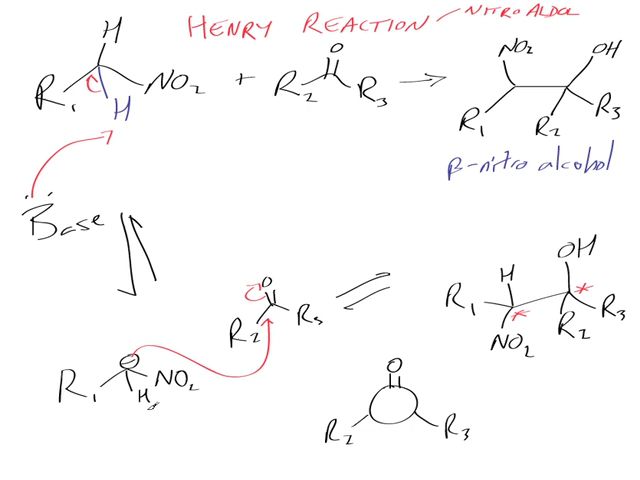 HENRY REACTION
NITRO ALDOL
H
R1 C H NO2 + R2 O R3 → NO2 OH R1 R2 R3
β-nitro alcohol
Base
R2 O R3
R1 H NO2 OH R2 R3
R1 ⊖ NO2 H
R2 O R3